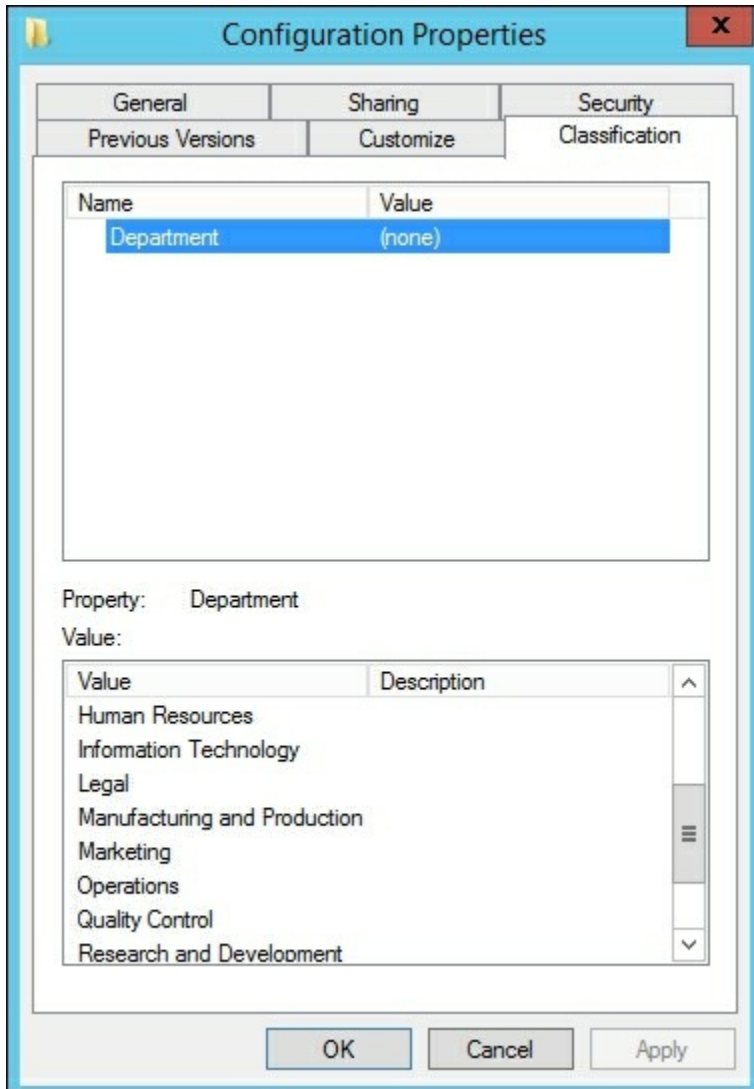 Configuration Properties
x
General Sharing Security
Previous Versions Customize Classification
Name Value
Department (none)
Property: Department
Value:
Value Description
Human Resources
Information Technology
Legal
Manufacturing and Production
Marketing
Operations
Quality Control
Research and Development
OK Cancel Apply